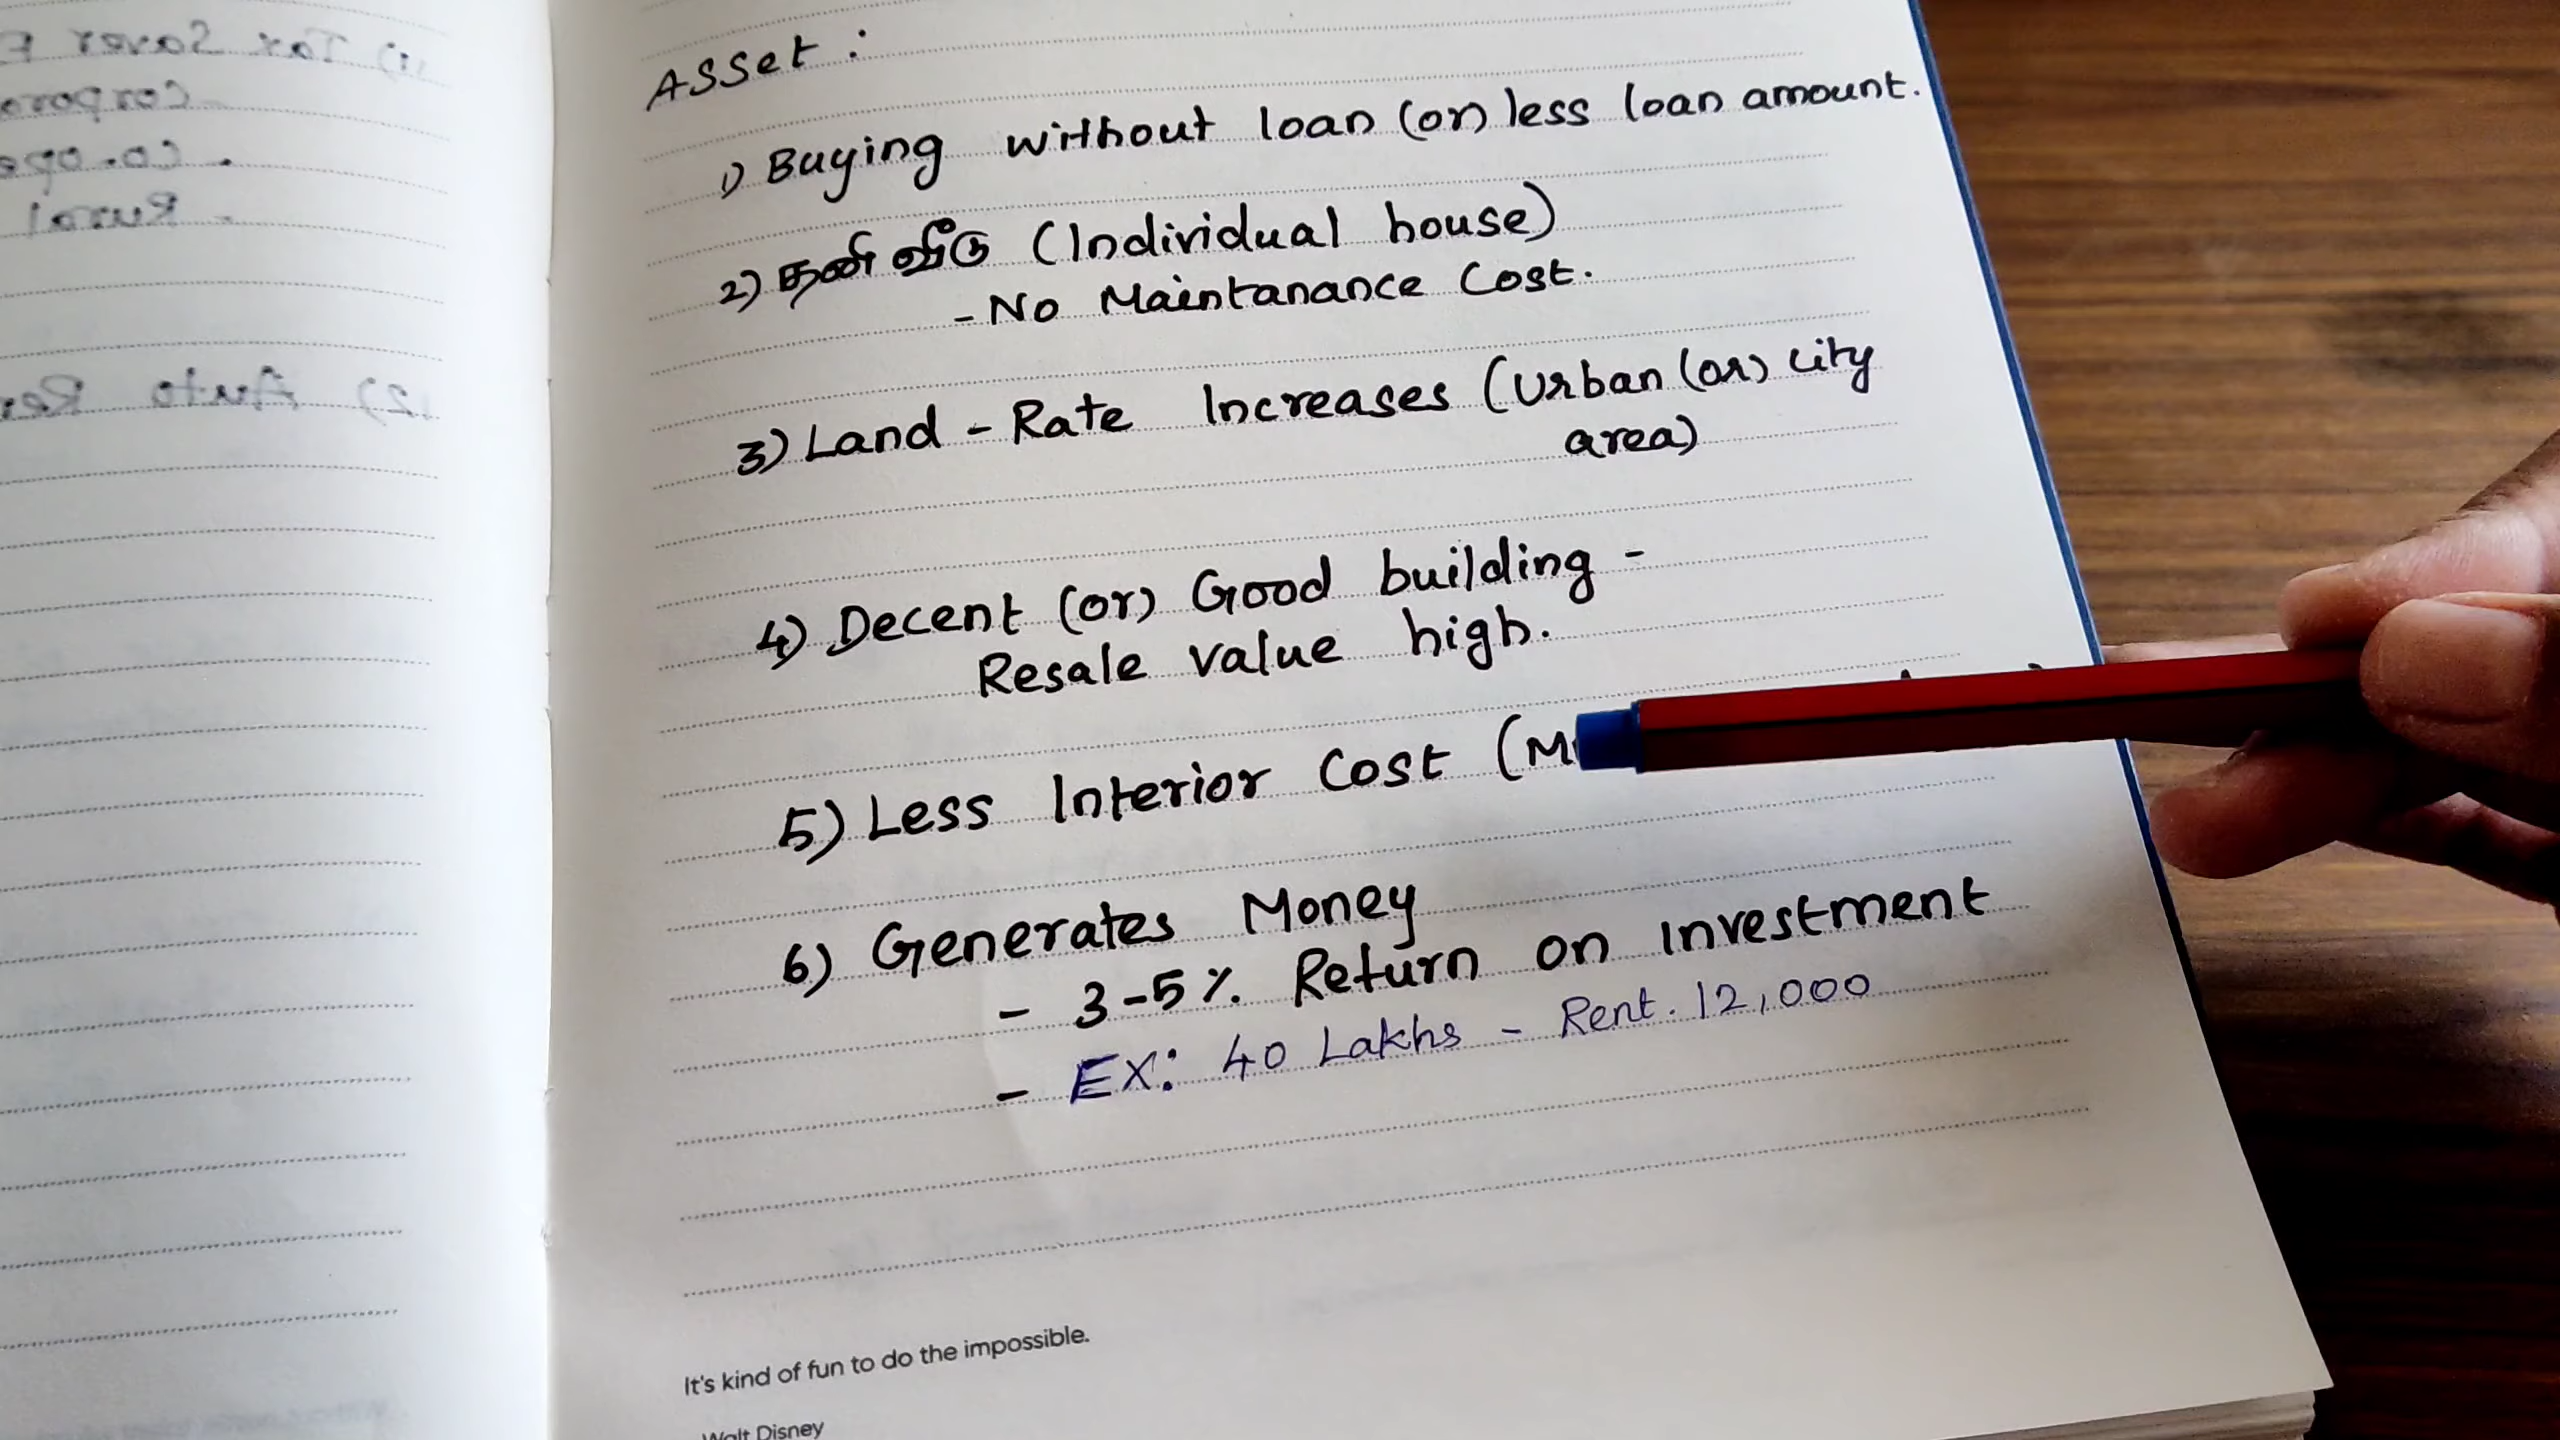 ASSet :
1) Buying without loan (or) less loan amount.
2) தனி வீடு (Individual house)
- No Maintanance Cost.
3) Land - Rate Increases (Urban (or) city
area)
4) Decent (or) Good building -
Resale value high.
5) Less Interior Cost
6) Generates Money
- 3-5% Return on Investment
- EX: 40 Lakhs - Rent. 12,000
It's kind of fun to do the impossible.
Walt Disney